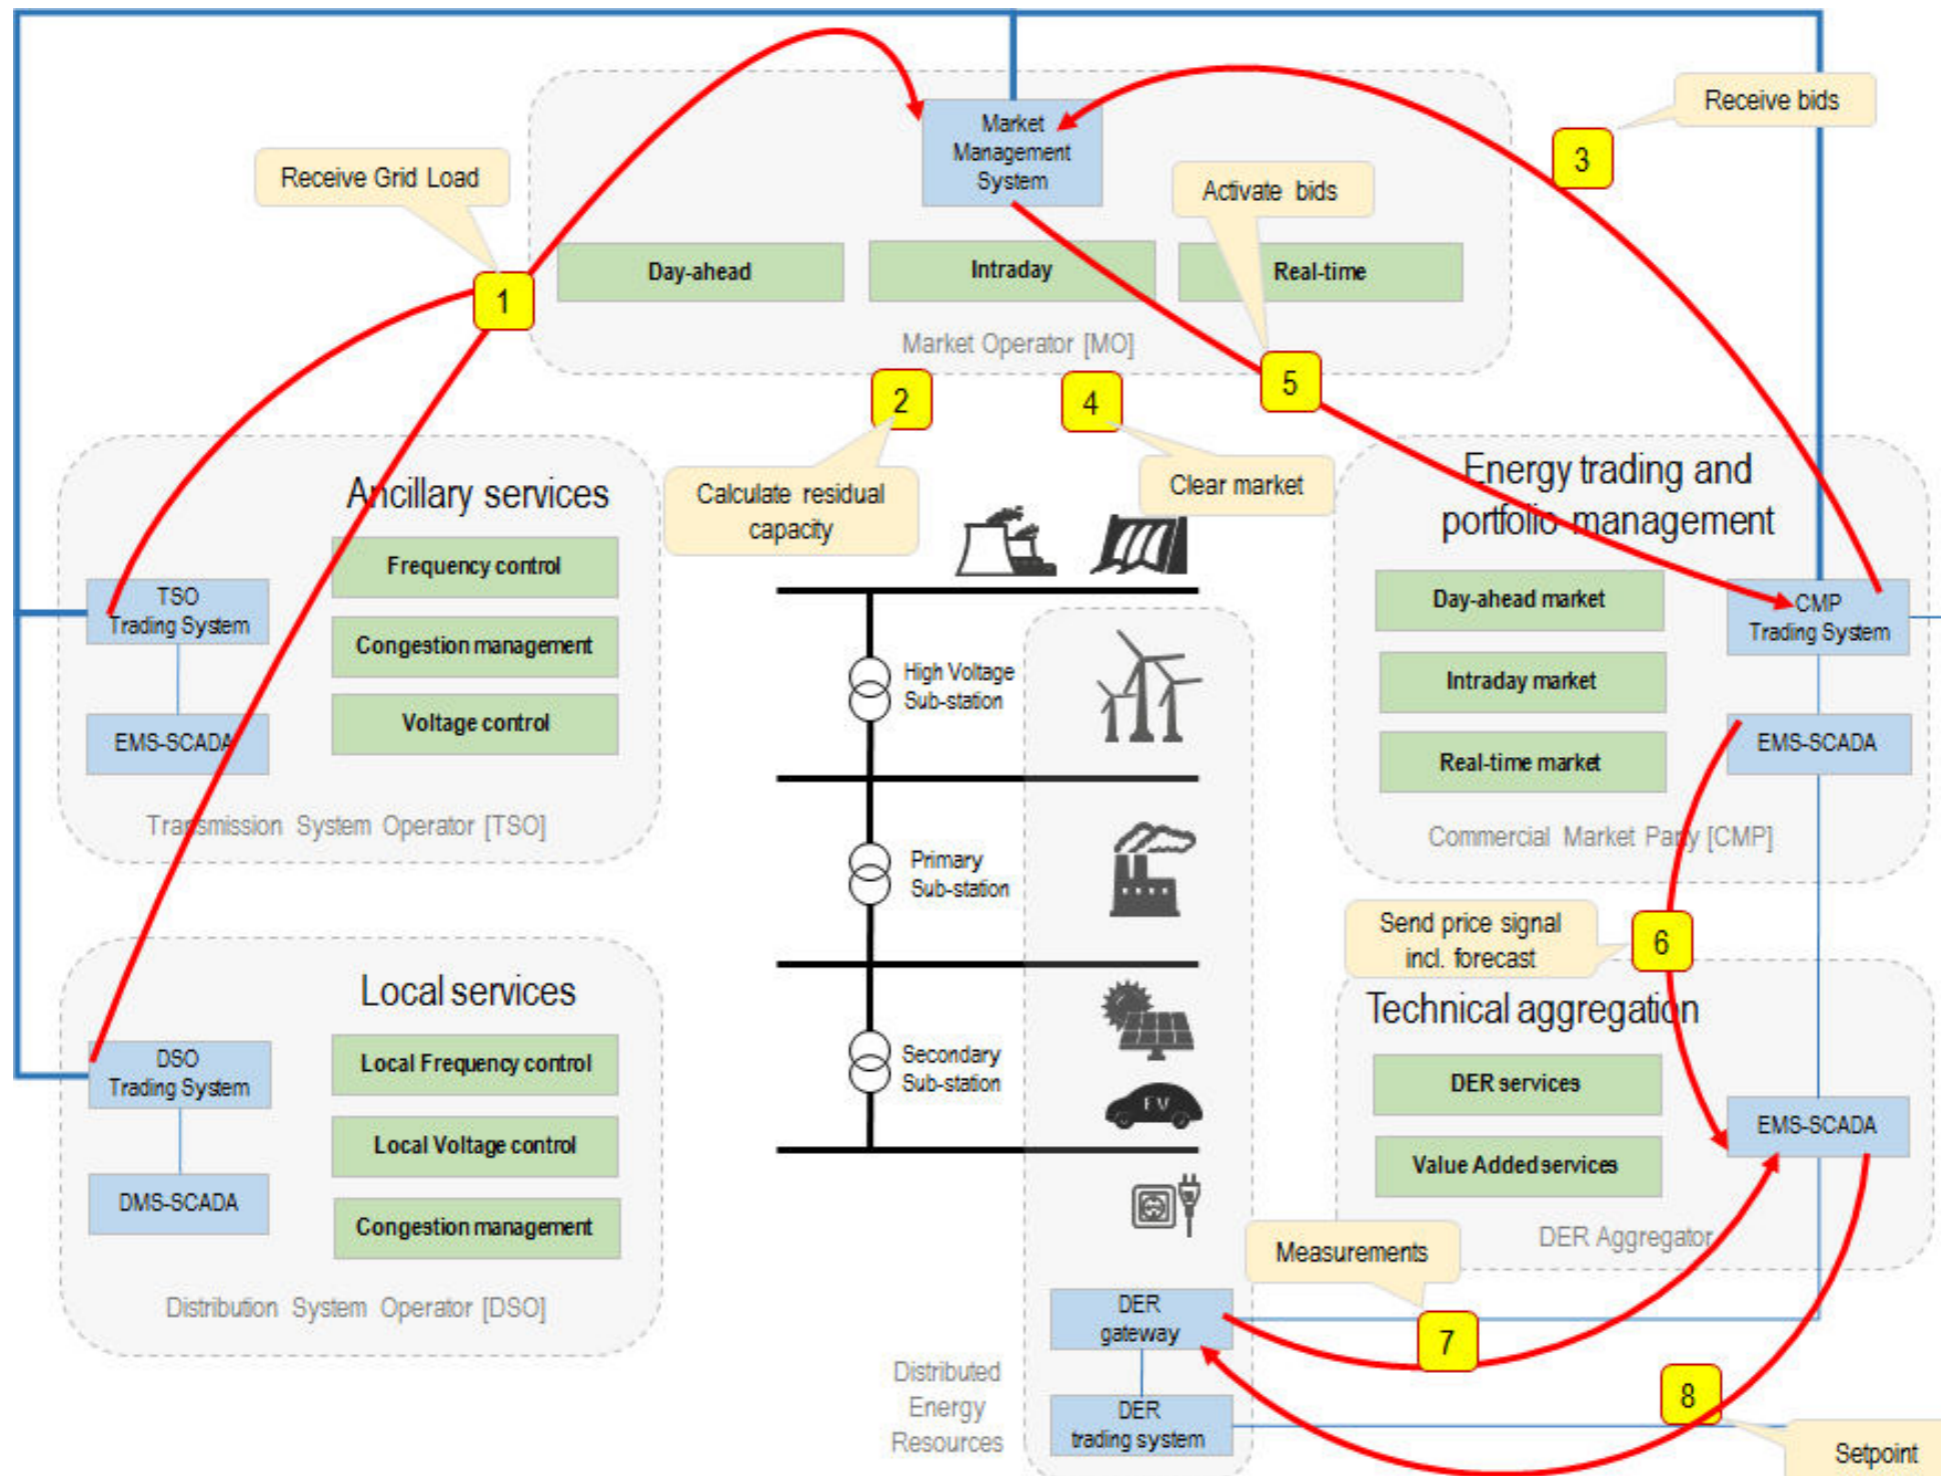 Receive bids
3
Market
Management
System
Receive Grid Load
Activate bids
1
Day-ahead
Intraday
Real-time
Market Operator [MO]
2
4
5
Calculate residual
capacity
Clear market
Ancillary services
Frequency control
TSO
Trading System
Congestion management
Voltage control
EMS-SCADA
Transmission System Operator [TSO]
Energy trading and
portfolio management
Day-ahead market
CMP
Trading System
Intraday market
EMS-SCADA
Real-time market
Commercial Market Party [CMP]
High Voltage
Sub-station
Primary
Sub-station
Secondary
Sub-station
EV
Local services
DSO
Trading System
Local Frequency control
Local Voltage control
DMS-SCADA
Congestion management
Distribution System Operator [DSO]
Send price signal
incl. forecast
6
Technical aggregation
DER services
EMS-SCADA
Value Added services
DER Aggregator
Measurements
7
DER
gateway
8
Distributed
Energy
Resources
DER
trading system
Setpoint